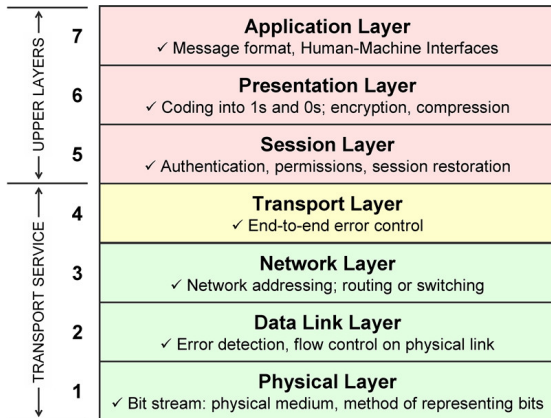 UPPER LAYERS
7
Application Layer
✓ Message format, Human-Machine Interfaces
6
Presentation Layer
✓ Coding into 1s and 0s; encryption, compression
5
Session Layer
✓ Authentication, permissions, session restoration
TRANSPORT SERVICE
4
Transport Layer
✓ End-to-end error control
3
Network Layer
✓ Network addressing; routing or switching
2
Data Link Layer
✓ Error detection, flow control on physical link
1
Physical Layer
✓ Bit stream: physical medium, method of representing bits